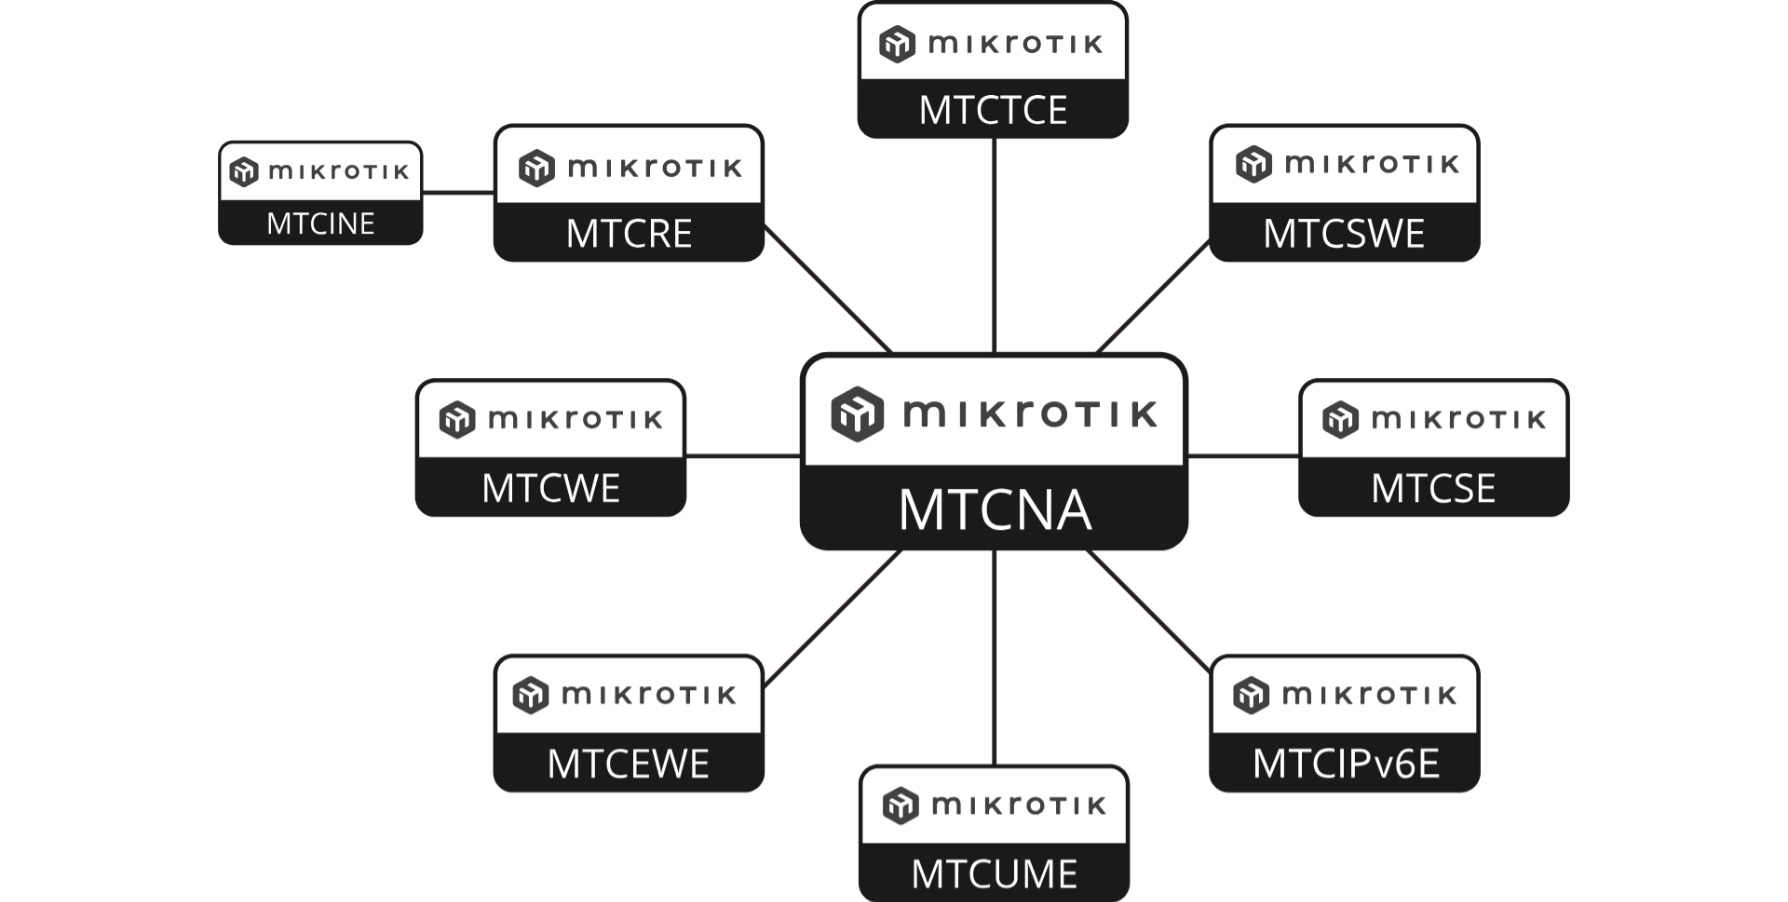 mikrotik
MTCTCE
mikrotik
MTCINE
mikrotik
MTCRE
mikrotik
MTCSWE
mikrotik
MTCWE
mikrotik
MTCNA
mikrotik
MTCSE
mikrotik
MTCEWE
mikrotik
MTCUME
mikrotik
MTCIPv6E